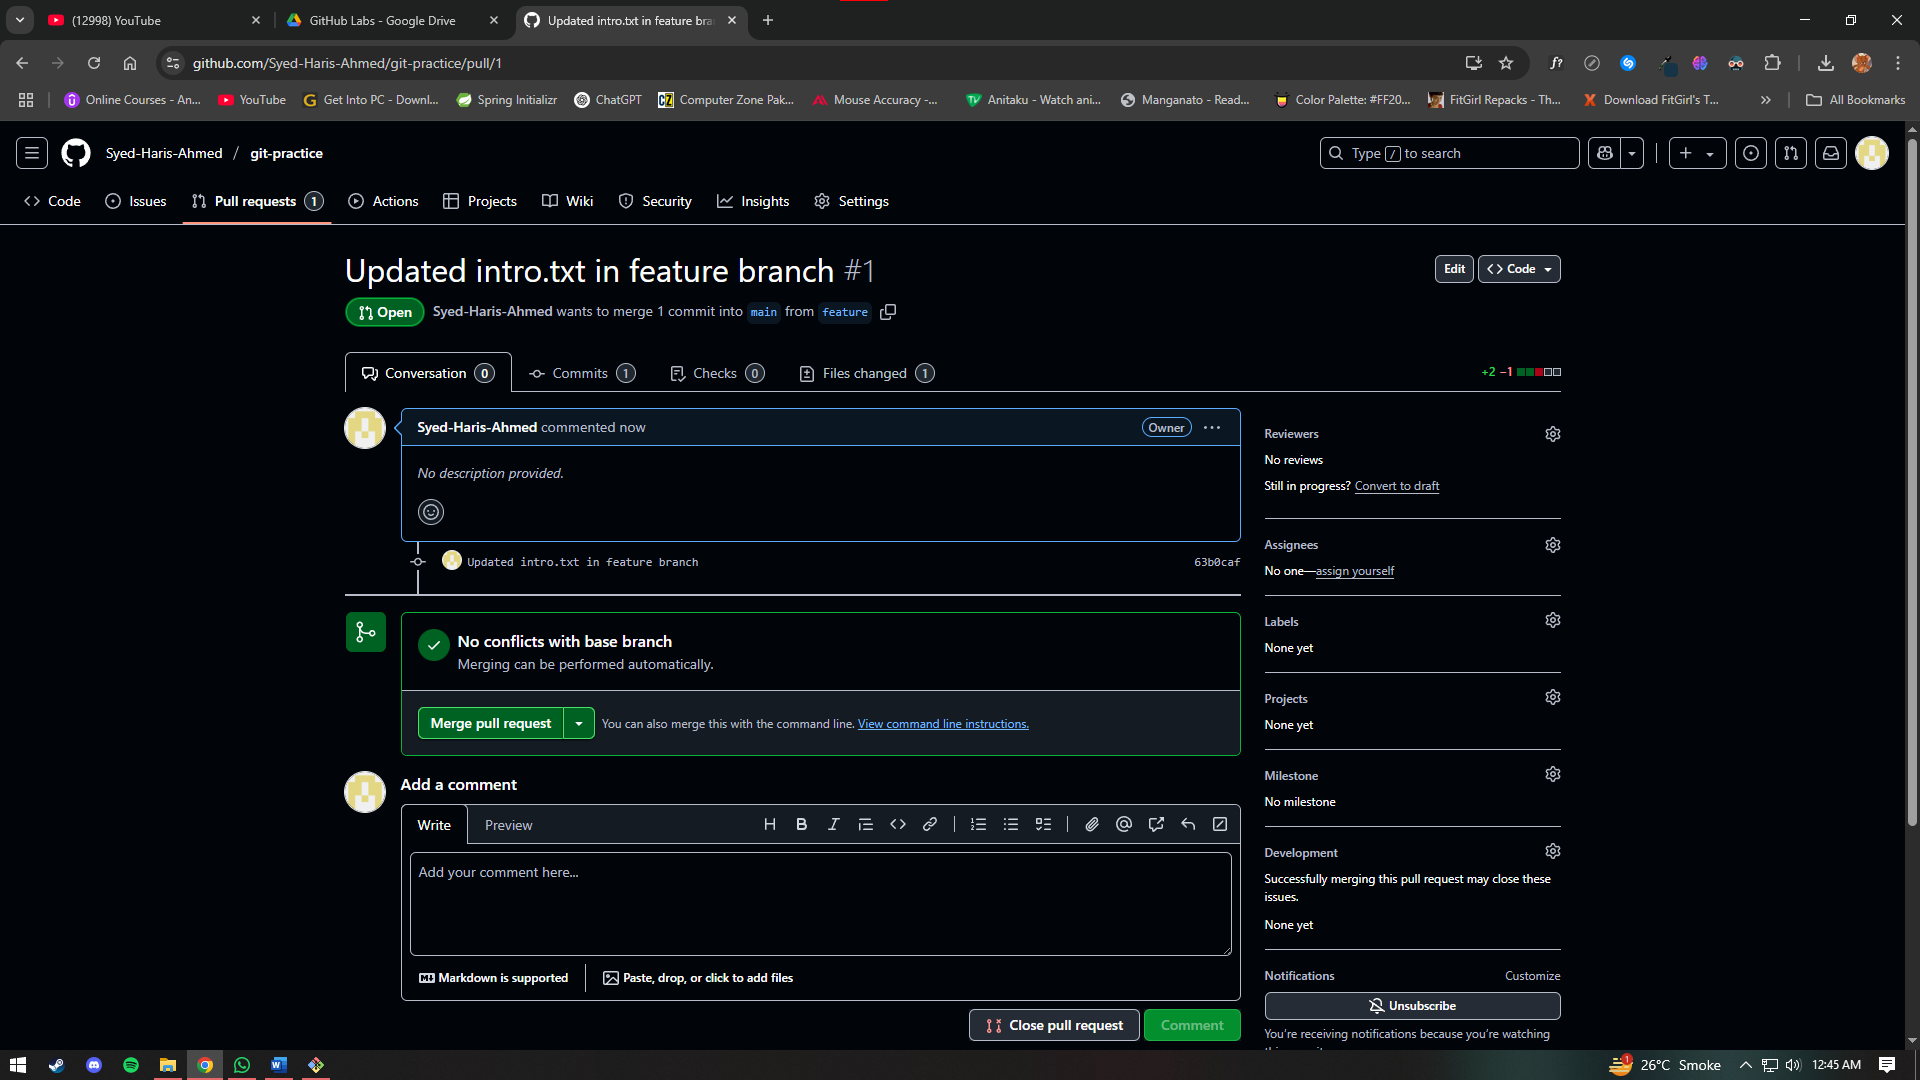 (12998) YouTube
GitHub Labs - Google Drive
Updated intro.txt in feature bra
github.com/Syed-Haris-Ahmed/git-practice/pull/1
Online Courses - An...
YouTube
Get Into PC - Downl...
Spring Initializr
ChatGPT
Computer Zone Pak...
Mouse Accuracy -...
Anitaku - Watch ani...
Manganato - Read...
Color Palette: #FF20...
FitGirl Repacks - Th...
Download FitGirl's T...
All Bookmarks
Syed-Haris-Ahmed / git-practice
Type / to search
Code
Issues
Pull requests 1
Actions
Projects
Wiki
Security
Insights
Settings
Updated intro.txt in feature branch #1
Edit
Code
Open
Syed-Haris-Ahmed wants to merge 1 commit into main from feature
Conversation 0
Commits 1
Checks 0
Files changed 1
+2 −1
Syed-Haris-Ahmed commented now
Owner
No description provided.
Updated intro.txt in feature branch
63b0caf
No conflicts with base branch
Merging can be performed automatically.
Merge pull request
You can also merge this with the command line. View command line instructions.
Add a comment
Write
Preview
Add your comment here...
Markdown is supported
Paste, drop, or click to add files
Close pull request
Comment
Reviewers
No reviews
Still in progress? Convert to draft
Assignees
No one—assign yourself
Labels
None yet
Projects
None yet
Milestone
No milestone
Development
Successfully merging this pull request may close these
issues.
None yet
Notifications
Customize
Unsubscribe
You're receiving notifications because you're watching
1
26°C Smoke
12:45 AM